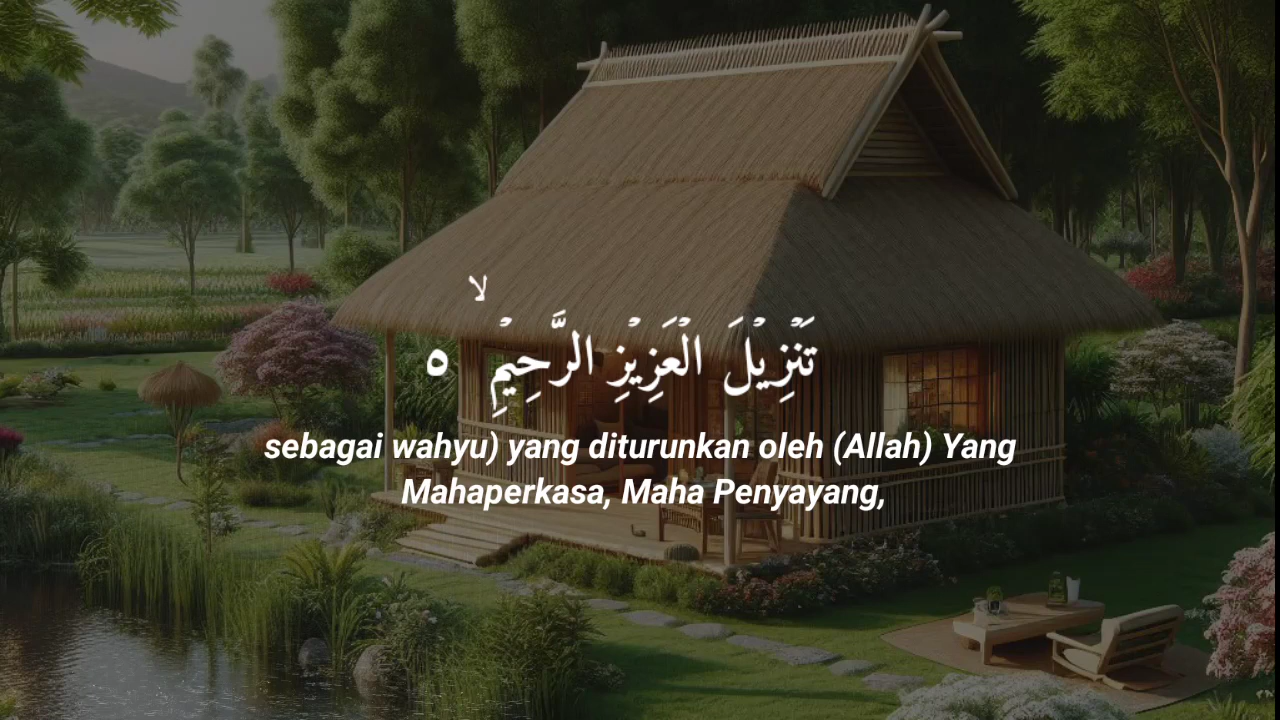 تَنْزِيْلَ الْعَزِيْزِ الرَّحِيْمِۙ ٥
sebagai wahyu) yang diturunkan oleh (Allah) Yang
Mahaperkasa, Maha Penyayang,